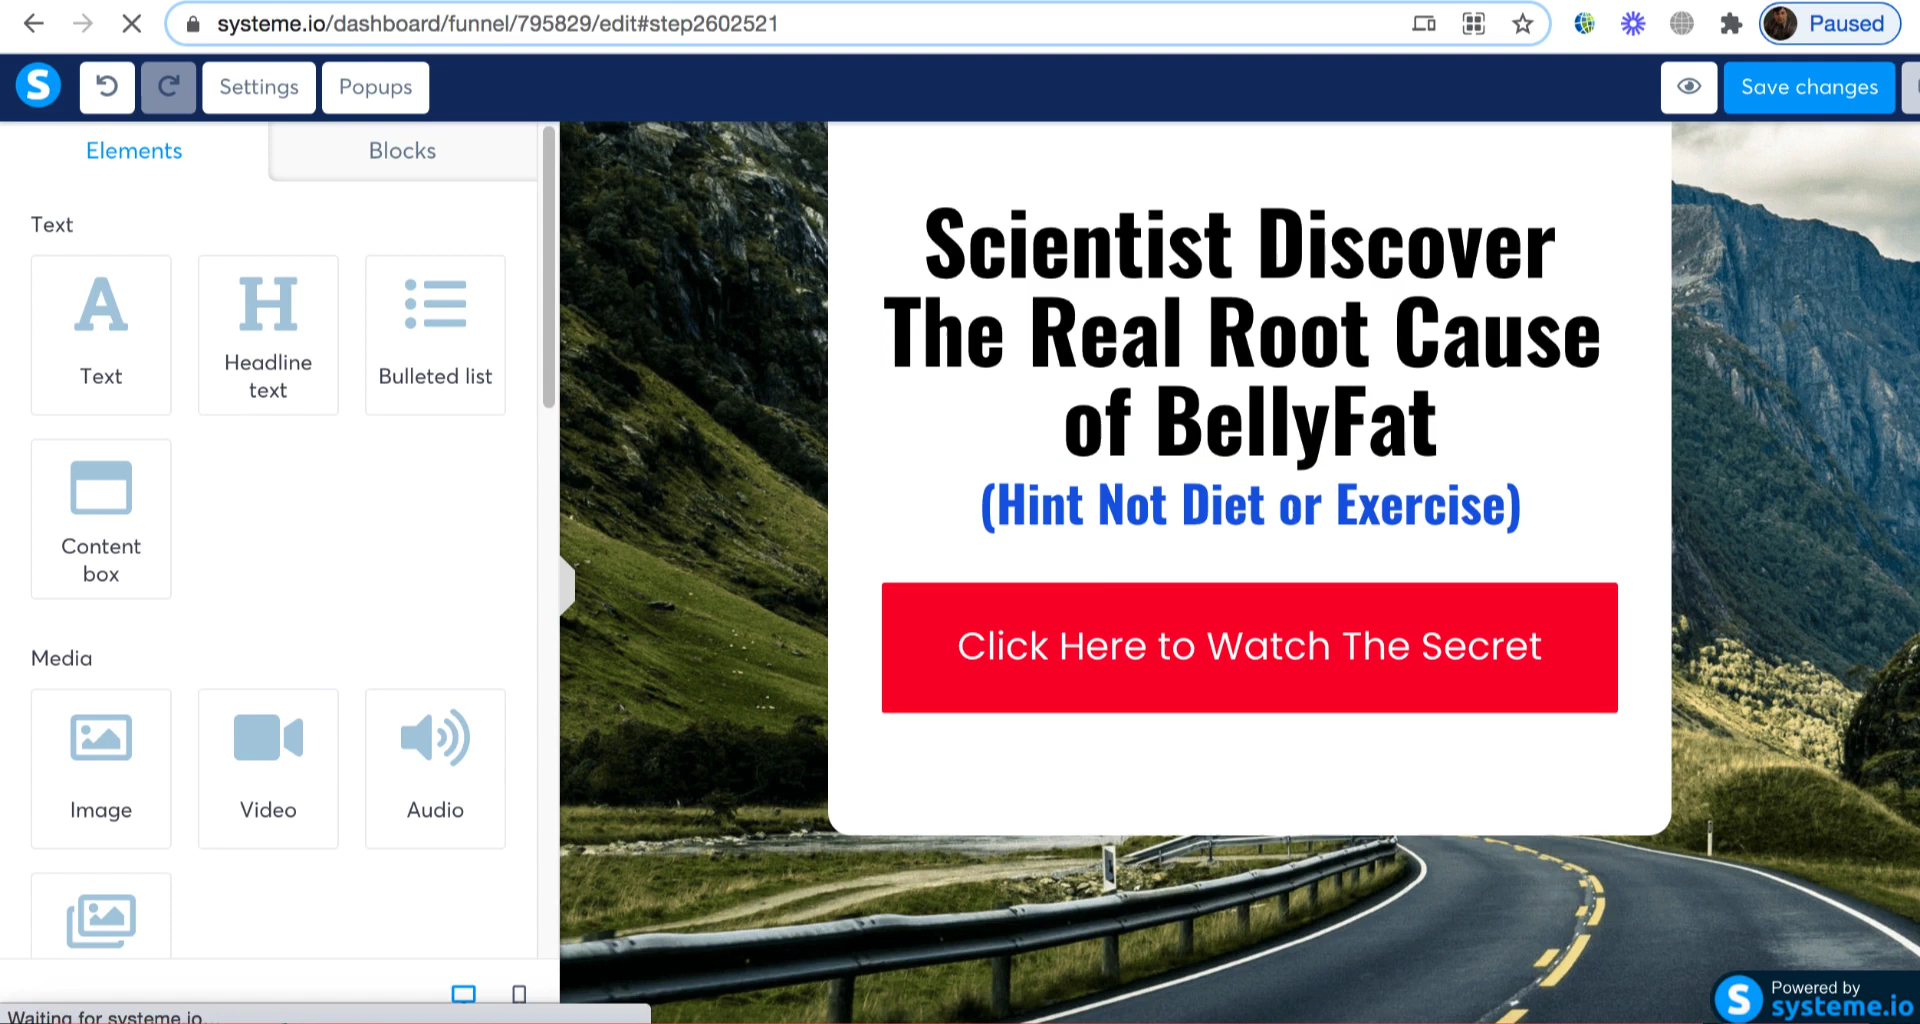 systeme.io/dashboard/funnel/795829/edit#step2602521
Paused
S
Settings
Popups
Save changes
Elements
Blocks
Text
A
Text
H
Headline
text
Bulleted list
Content
box
Media
Image
Video
Audio
Scientist Discover
The Real Root Cause
of BellyFat
(Hint Not Diet or Exercise)
Click Here to Watch The Secret
Waiting for systeme.io...
S
Powered by
systeme.io